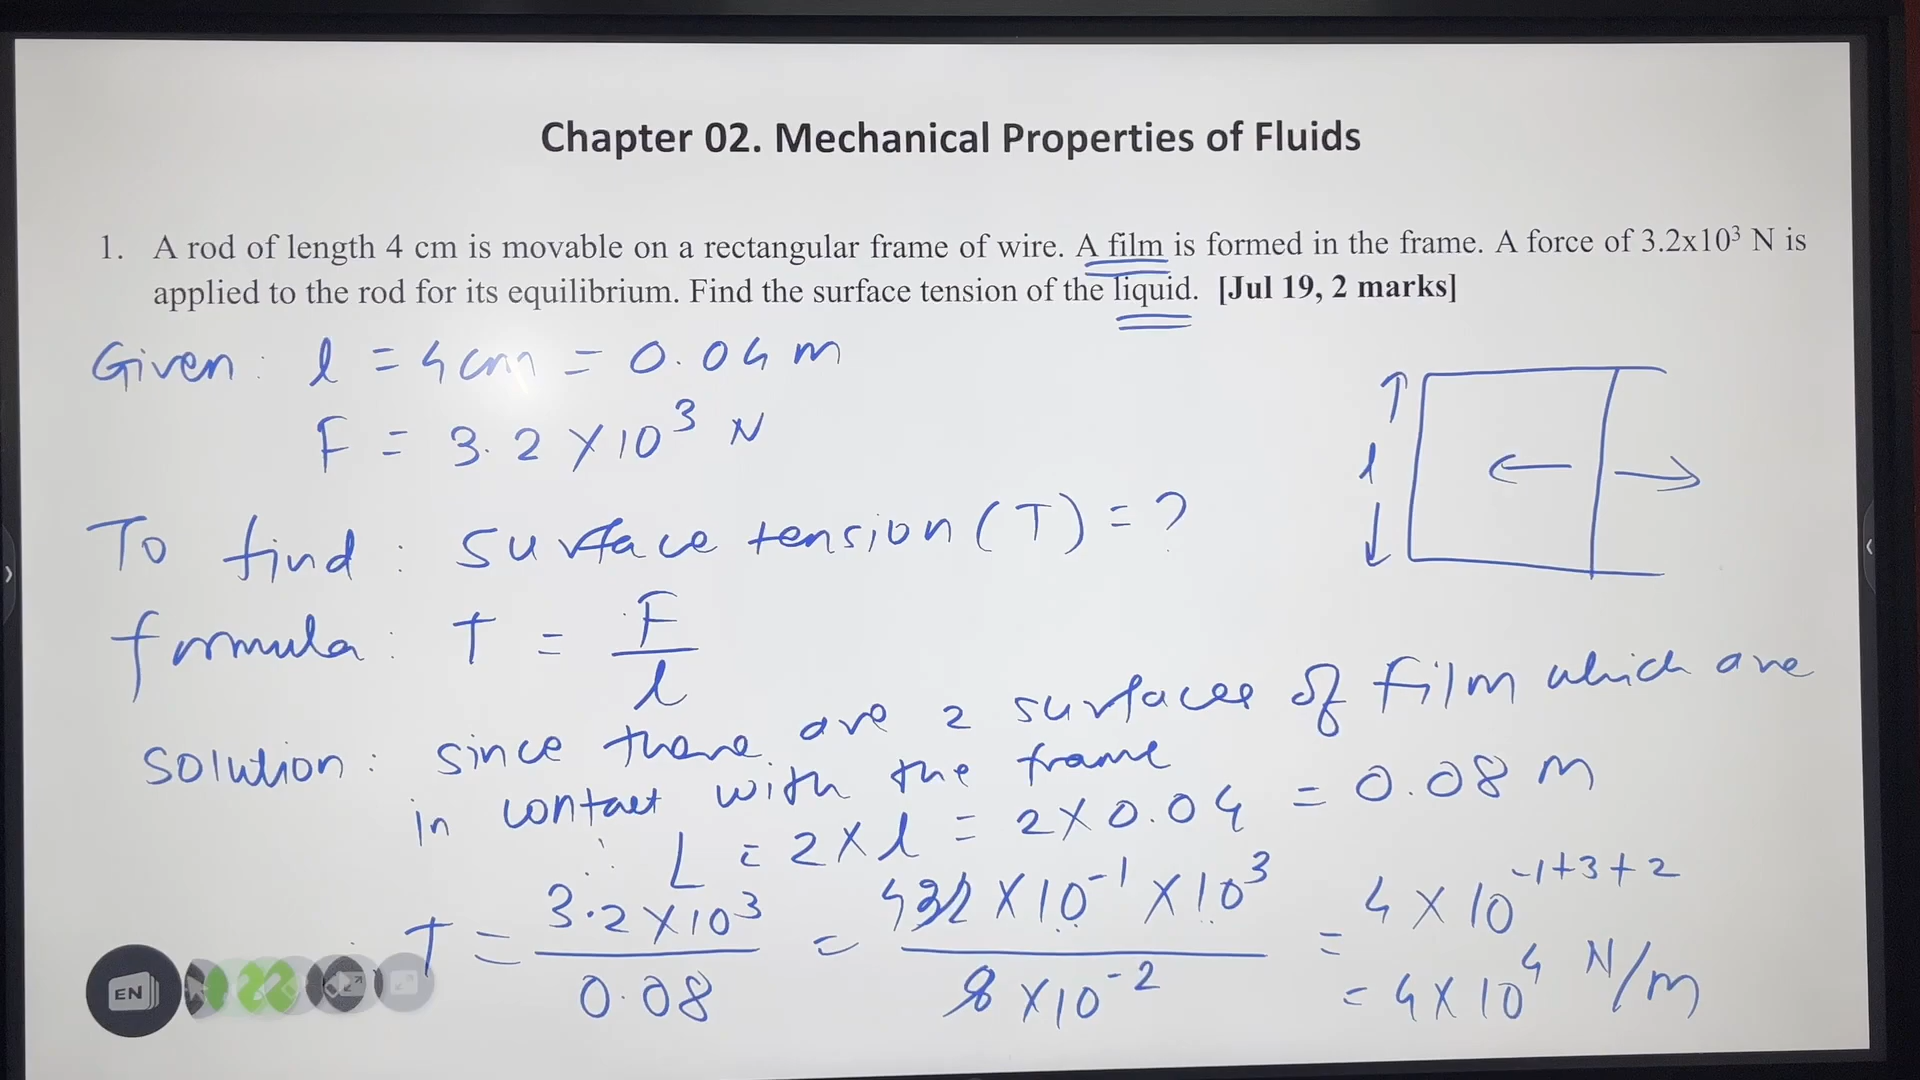 Chapter 02. Mechanical Properties of Fluids
1. A rod of length 4 cm is movable on a rectangular frame of wire. A film is formed in the frame. A force of 3.2x10³ N is
applied to the rod for its equilibrium. Find the surface tension of the liquid. [Jul 19, 2 marks]
Given : l = 4 cm = 0.04 m
F = 3.2 × 10³ N
l
To find : surface tension (T) = ?
formula : T = F / l
solution : since there are 2 surfaces of film which are
in contact with the frame
∴ L = 2 × l = 2 × 0.04 = 0.08 m
T = 3.2 × 10³ / 0.08 = 4 32 × 10⁻¹ × 10³ / 8 × 10⁻² = 4 × 10⁻¹⁺³⁺²
= 4 × 10⁴ N/m
EN